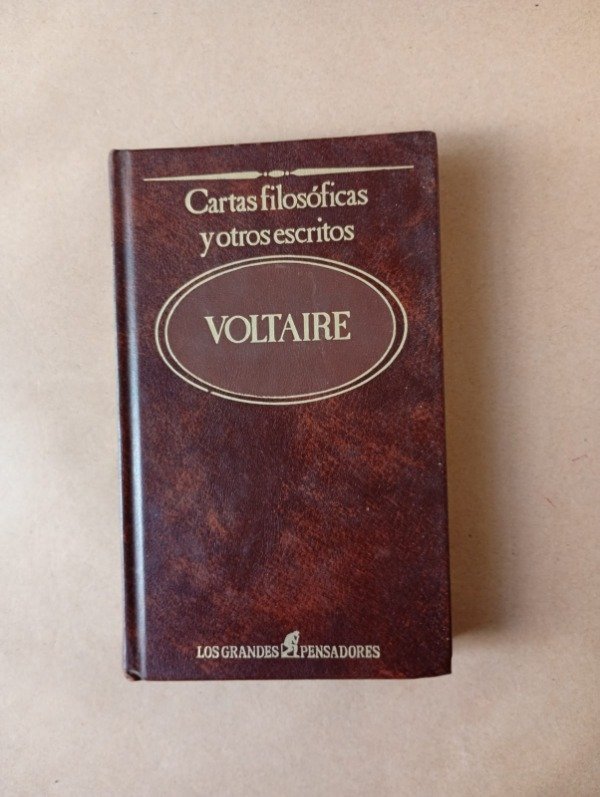 Cartas filosóficas
y otros escritos
VOLTAIRE
LOS GRANDES PENSADORES